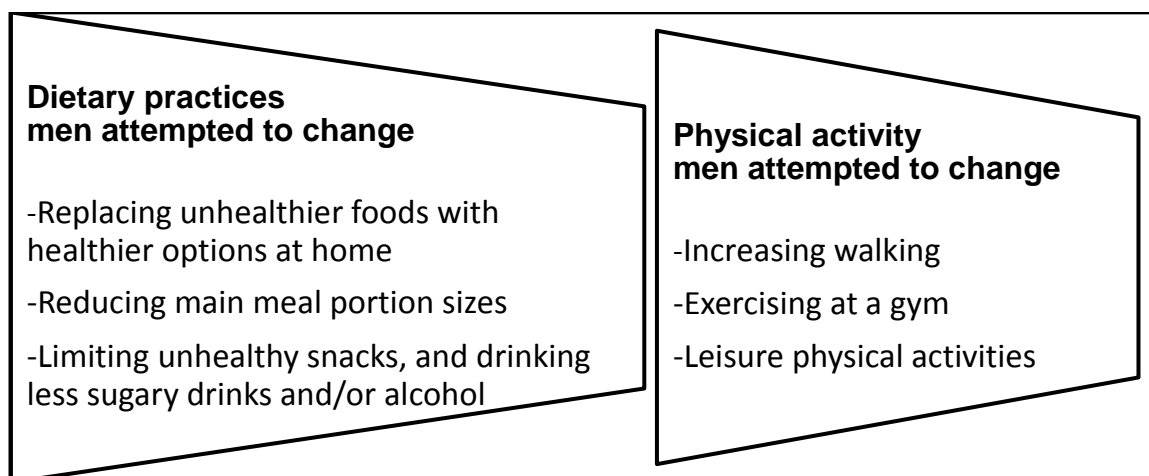 Dietary practices
men attempted to change
-Replacing unhealthier foods with
healthier options at home
-Reducing main meal portion sizes
-Limiting unhealthy snacks, and drinking
less sugary drinks and/or alcohol
Physical activity
men attempted to change
-Increasing walking
-Exercising at a gym
-Leisure physical activities